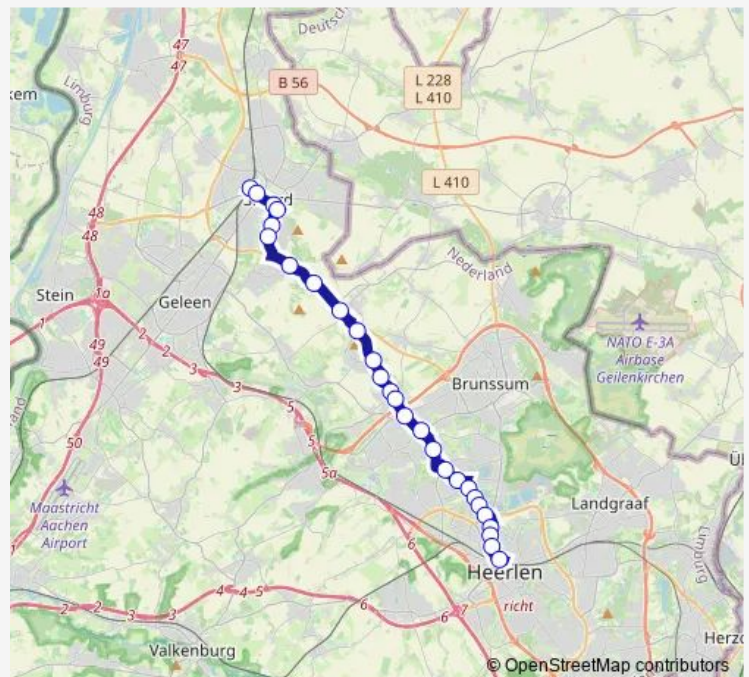 Deutsch
47
47
B 56
L 228
L 410
kem
Limburg
L 410
48
48
Nederland
Stein
1a
Geleen
1
2
2
3
3
49
49
NATO E-3A
Airbase
Geilenkirchen
Brunssum
5
5
5a
50
Maastricht
Aachen
Airport
Landgraaf
Limburg
6
Heerlen
richt
2
2
3
3
4
4
5
6
6
7
Valkenburg
Herzo
© OpenStreetMap contributors